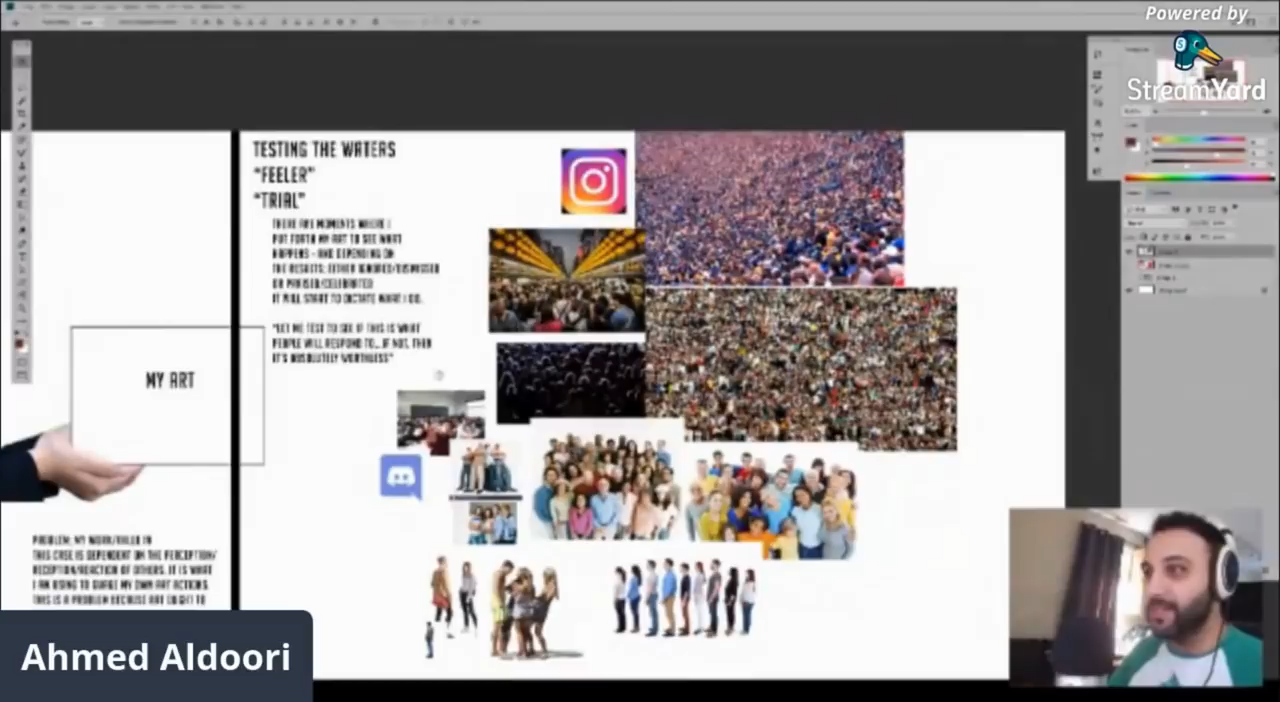 Powered by
StreamYard
TESTING THE WATERS
"FEELER"
"TRIAL"
THERE ARE MOMENTS WHERE I
PUT FORTH MY ART TO SEE WHAT
HAPPENS - AND DEPENDING ON
THE RESULTS: EITHER IGNORED/DISMISSED
OR PRAISED/CELEBRATED
IT WILL START TO DICTATE WHAT I DO.
"LET ME TEST TO SEE IF THIS IS WHAT
PEOPLE WILL RESPOND TO...IF NOT, THEN
IT'S ABSOLUTELY WORTHLESS"
MY ART
PROBLEM: MY WORK/VALUE IN
THIS CASE IS DEPENDENT ON THE PERCEPTION/
RECEPTION/REACTION OF OTHERS. IT IS WHAT
I AM USING TO GUAGE MY OWN ART ACTIONS
THIS IS A PROBLEM BECAUSE ART OUGHT TO
Ahmed Aldoori